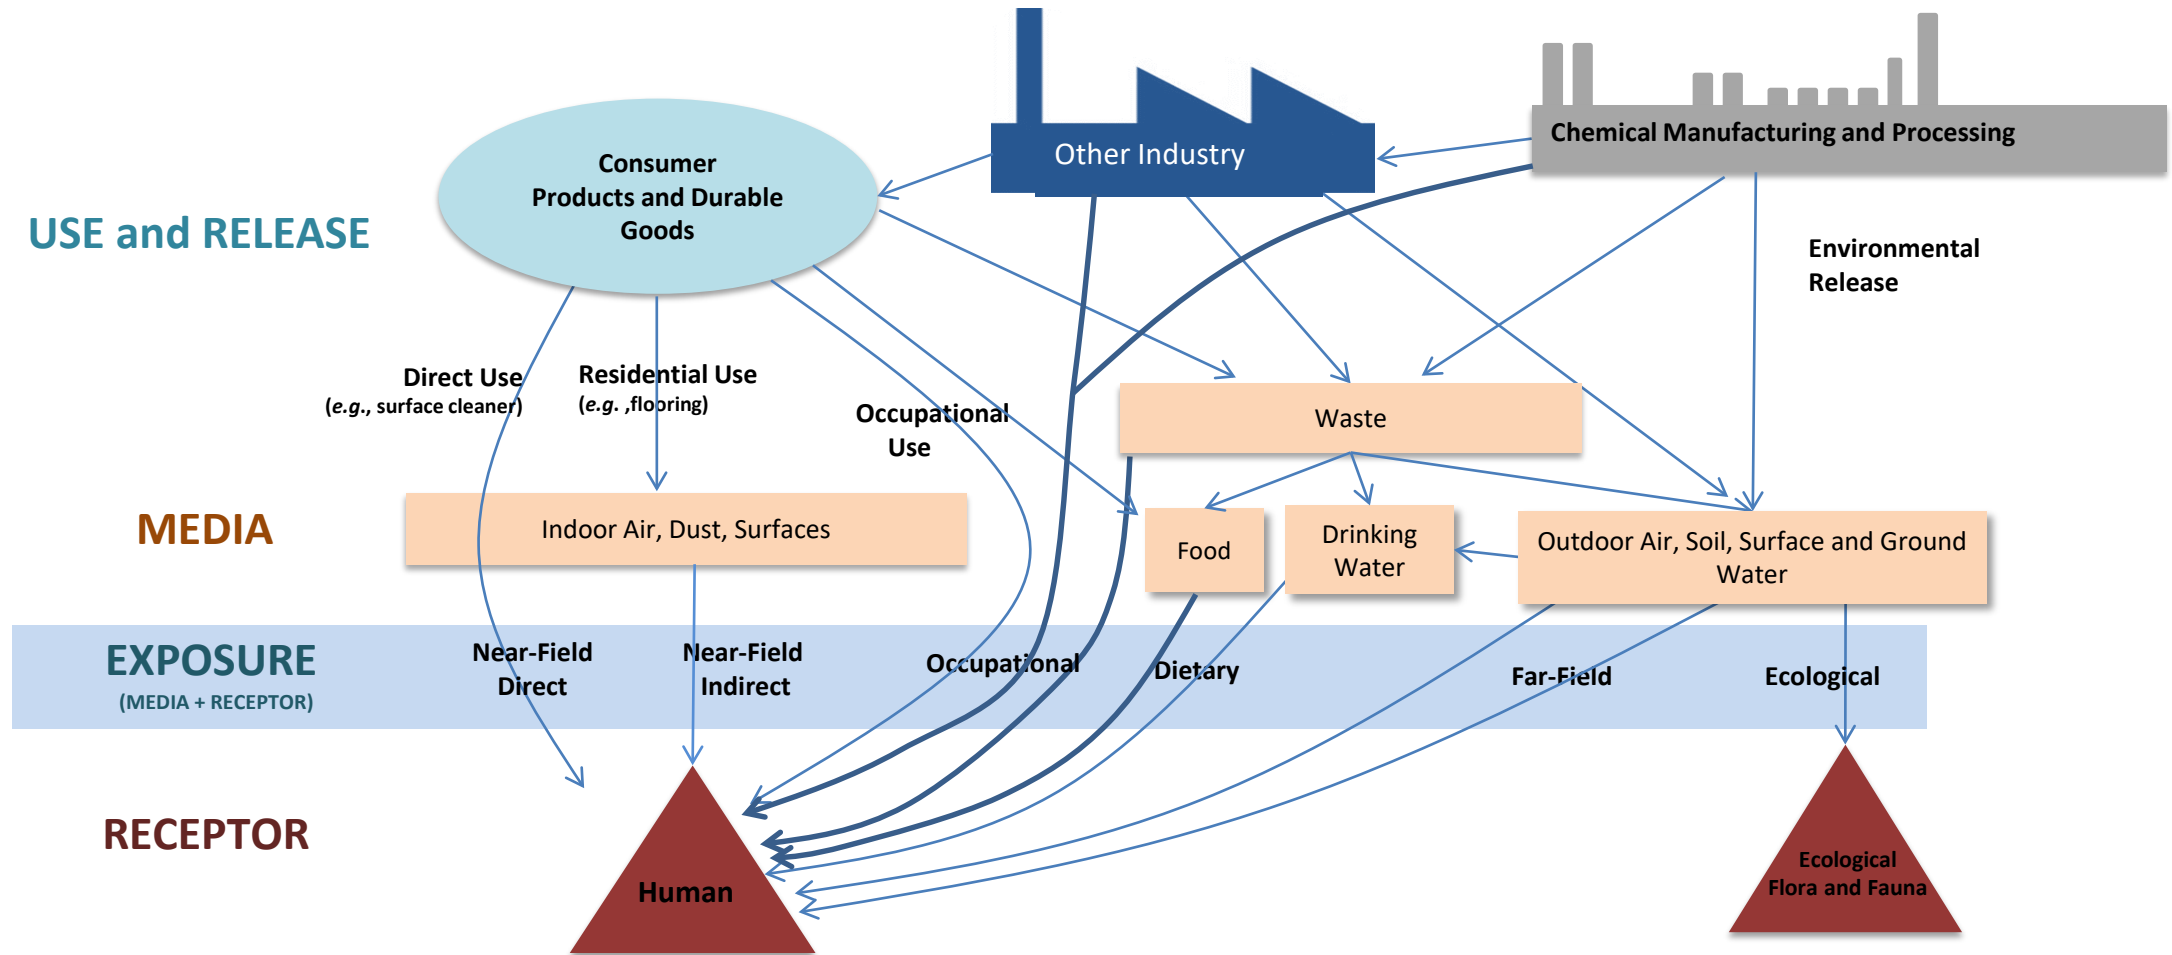 Consumer
Products and Durable
Goods
Other Industry
Chemical Manufacturing and Processing
USE and RELEASE
Environmental
Release
Direct Use
(e.g., surface cleaner)
Residential Use
(e.g. ,flooring)
Occupational
Use
Waste
MEDIA
Indoor Air, Dust, Surfaces
Food
Drinking
Water
Outdoor Air, Soil, Surface and Ground
Water
EXPOSURE
(MEDIA + RECEPTOR)
Near-Field
Direct
Near-Field
Indirect
Occupational
Dietary
Far-Field
Ecological
RECEPTOR
Human
Ecological
Flora and Fauna